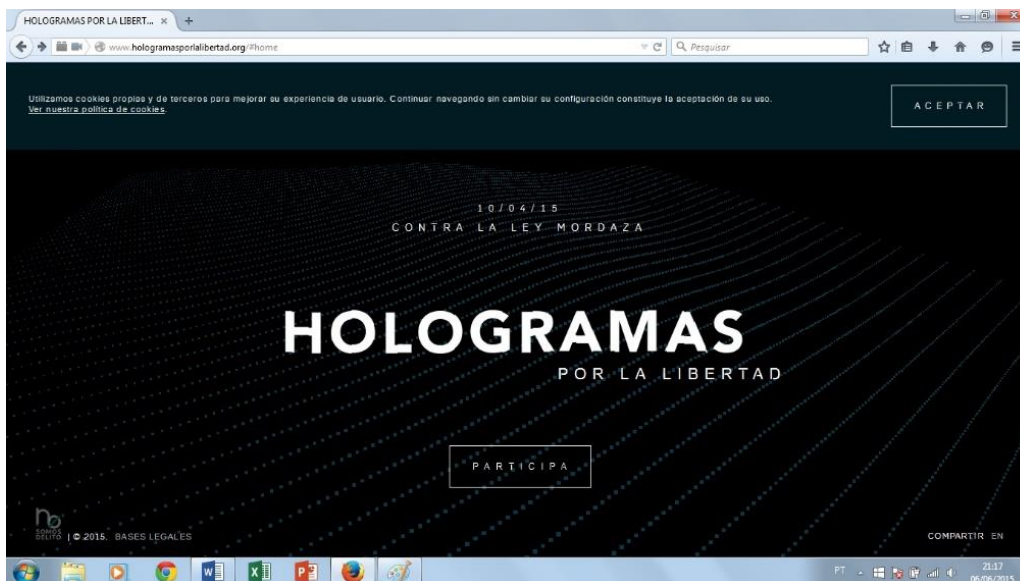 HOLOGRAMAS POR LA LIBERT...
www.hologramasporlalibertad.org/#home
Pesquisar
Utilizamos cookies propias y de terceros para mejorar su experiencia de usuario. Continuar navegando sin cambiar su configuración constituye la aceptación de su uso.
Ver nuestra política de cookies.
ACEPTAR
10/04/15
CONTRA LA LEY MORDAZA
HOLOGRAMAS
POR LA LIBERTAD
PARTICIPA
no
SOMOS
DELITO
| © 2015. BASES LEGALES
COMPARTIR EN
PT
21:17
06/06/2015